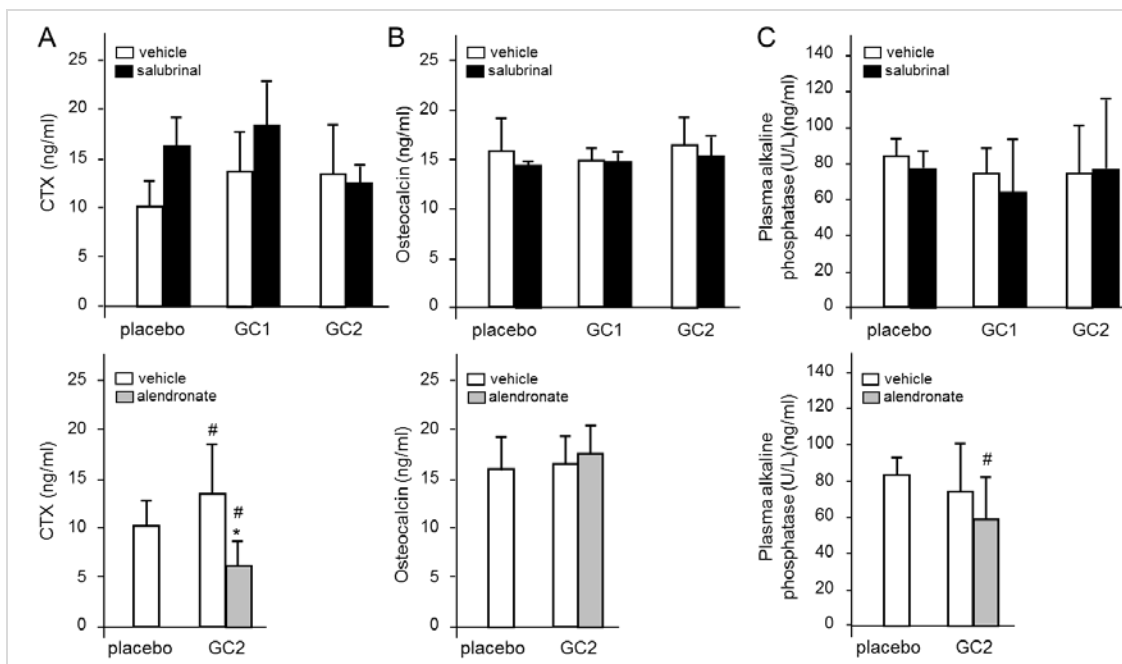 A
CTX (ng/ml)
25
20
15
10
5
0
vehicle
salubrinal
placebo GC1 GC2
B
Osteocalcin (ng/ml)
25
20
15
10
5
0
vehicle
salubrinal
placebo GC1 GC2
C
Plasma alkaline
phosphatase (U/L)(ng/ml)
140
120
100
80
60
40
20
0
vehicle
salubrinal
placebo GC1 GC2
CTX (ng/ml)
25
20
15
10
5
0
vehicle
alendronate
#
#
*
placebo GC2
Osteocalcin (ng/ml)
25
20
15
10
5
0
vehicle
alendronate
placebo GC2
Plasma alkaline
phosphatase (U/L)(ng/ml)
140
120
100
80
60
40
20
0
vehicle
alendronate
#
placebo GC2